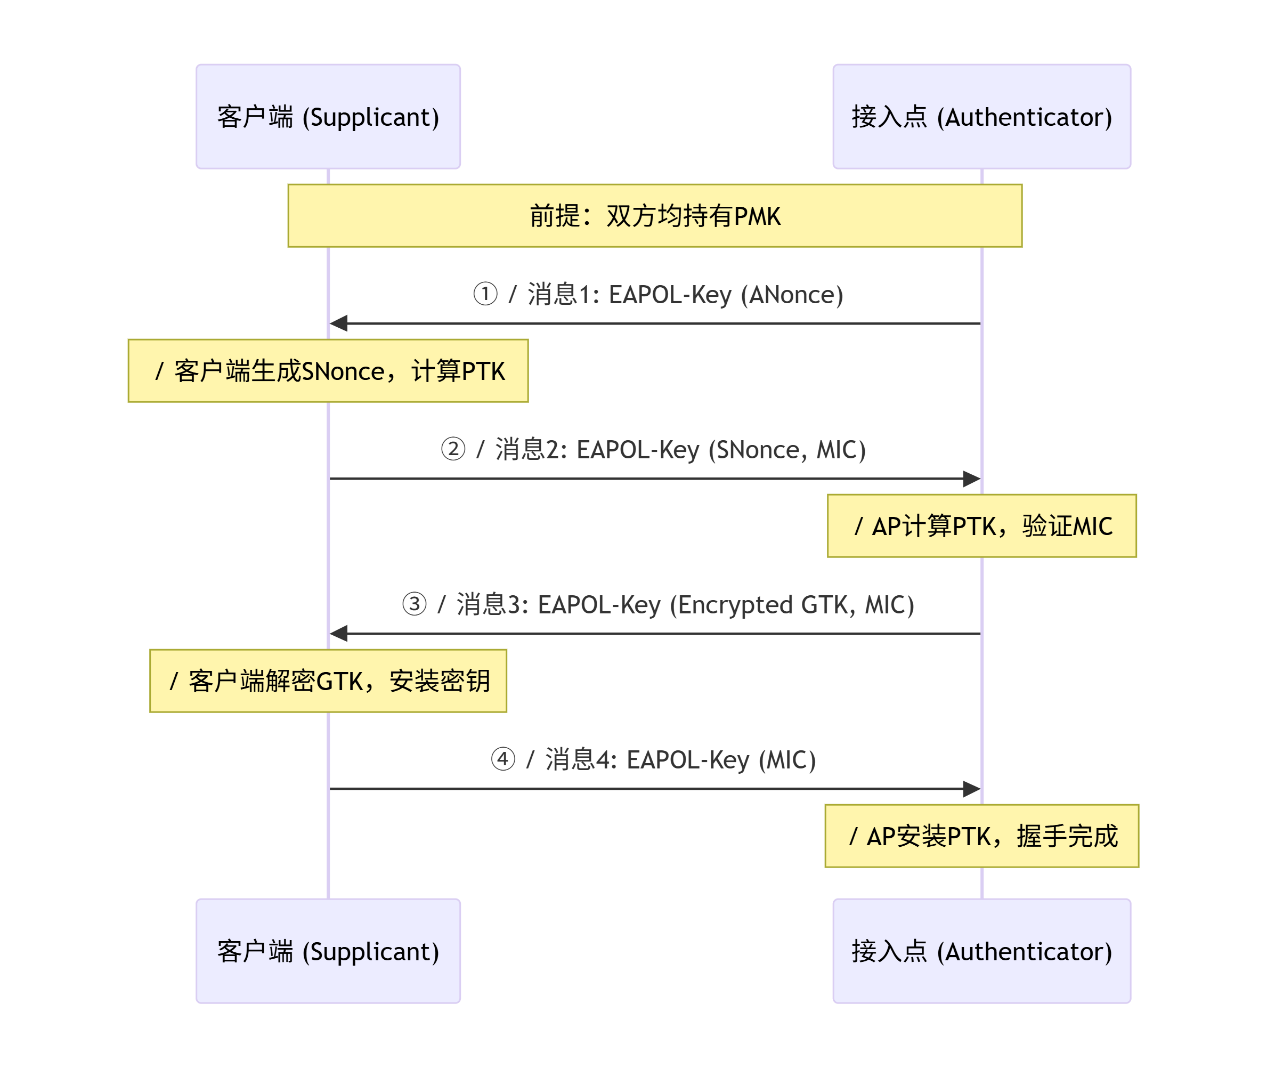 客户端 (Supplicant)
接入点 (Authenticator)
前提：双方均持有PMK
① / 消息1: EAPOL-Key (ANonce)
/ 客户端生成SNonce，计算PTK
② / 消息2: EAPOL-Key (SNonce, MIC)
/ AP计算PTK，验证MIC
③ / 消息3: EAPOL-Key (Encrypted GTK, MIC)
/ 客户端解密GTK，安装密钥
④ / 消息4: EAPOL-Key (MIC)
/ AP安装PTK，握手完成
客户端 (Supplicant)
接入点 (Authenticator)